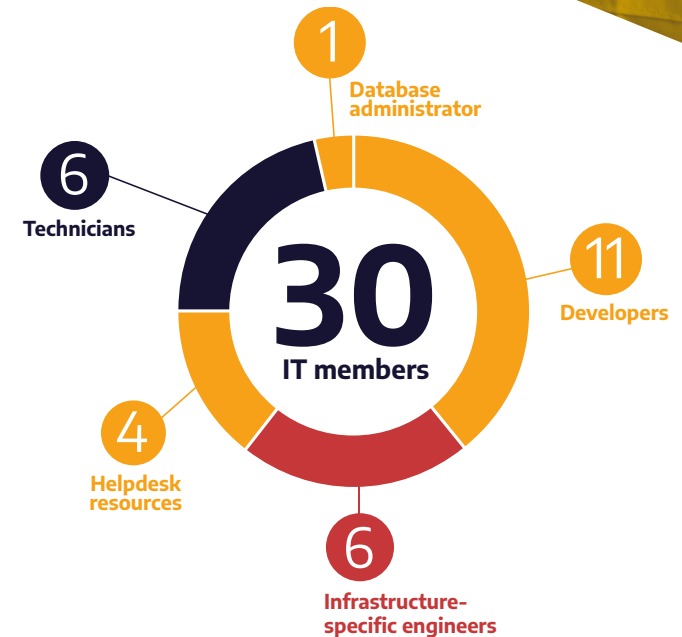 1
Database
administrator
6
Technicians
11
Developers
30
IT members
4
Helpdesk
resources
6
Infrastructure-
specific engineers